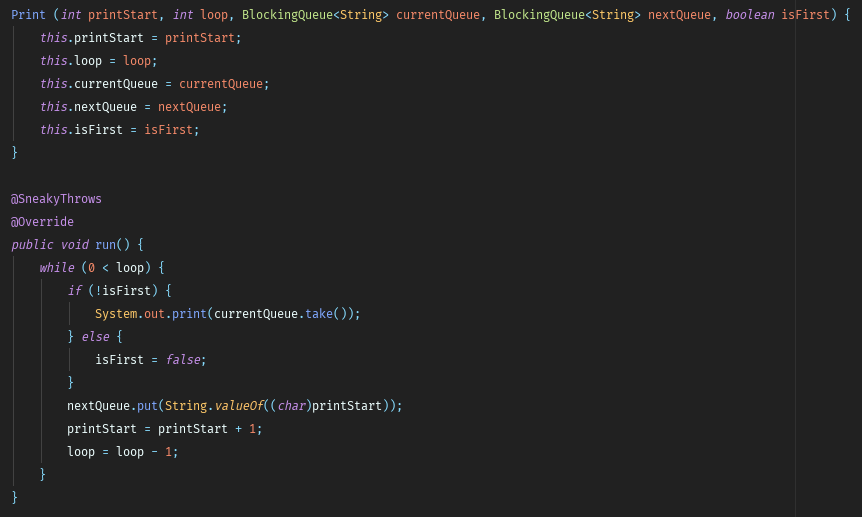 Print (int printStart, int loop, BlockingQueue<String> currentQueue, BlockingQueue<String> nextQueue, boolean isFirst) {
    this.printStart = printStart;
    this.loop = loop;
    this.currentQueue = currentQueue;
    this.nextQueue = nextQueue;
    this.isFirst = isFirst;
}

@SneakyThrows
@Override
public void run() {
    while (0 < loop) {
        if (!isFirst) {
            System.out.print(currentQueue.take());
        } else {
            isFirst = false;
        }
        nextQueue.put(String.valueOf((char)printStart));
        printStart = printStart + 1;
        loop = loop - 1;
    }
}